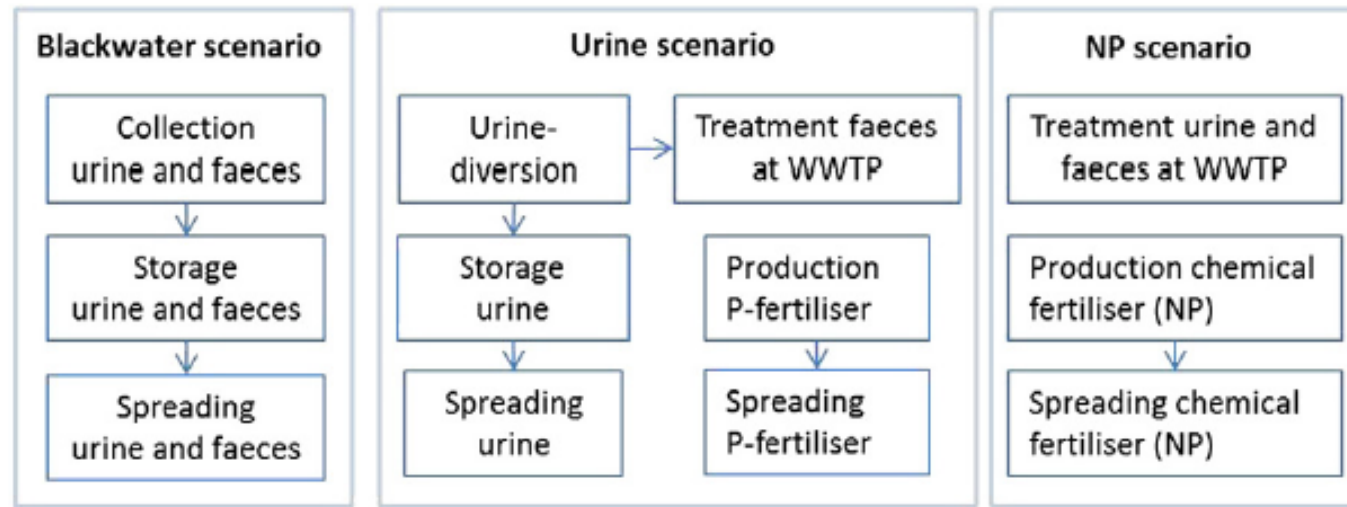 Blackwater scenario
Collection
urine and faeces
Storage
urine and faeces
Spreading
urine and faeces
Urine scenario
Urine-
diversion
Treatment faeces
at WWTP
Storage
urine
Production
P-fertiliser
Spreading
urine
Spreading
P-fertiliser
NP scenario
Treatment urine and
faeces at WWTP
Production chemical
fertiliser (NP)
Spreading chemical
fertiliser (NP)